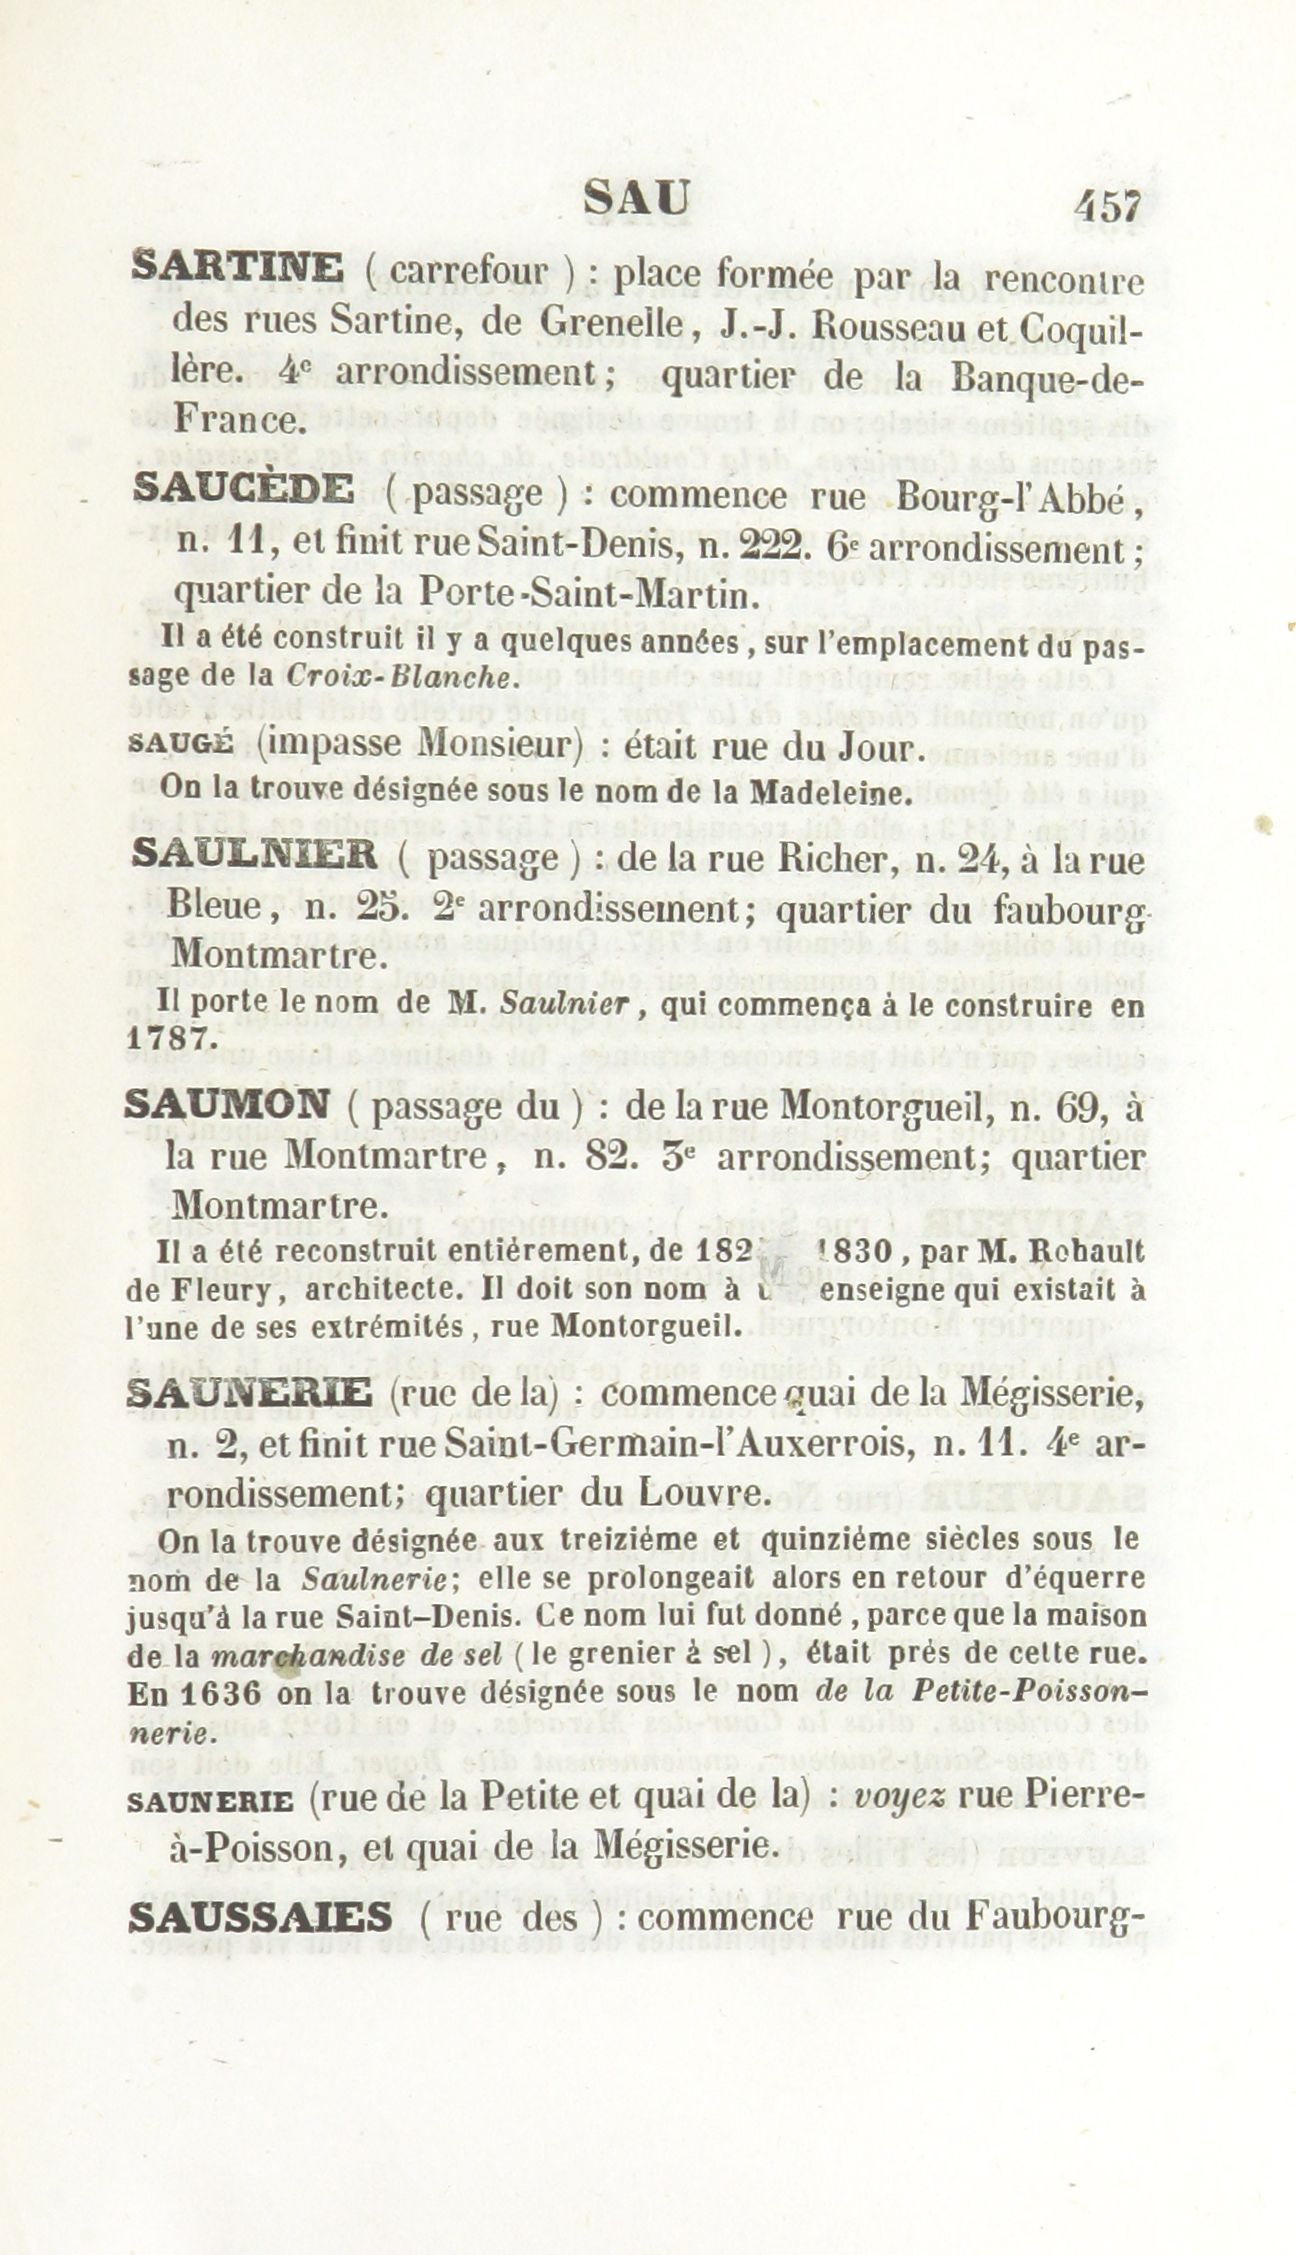 SAU 457
SARTINE ( carrefour ) : place formée par la rencontre
des rues Sartine, de Grenelle, J.-J. Rousseau et Coquil-
lère. 4e arrondissement; quartier de la Banque-de-
France.
SAUCÈDE ( passage ) : commence rue Bourg-l'Abbé,
n. 11, et finit rue Saint-Denis, n. 222. 6e arrondissement;
quartier de la Porte-Saint-Martin.
Il a été construit il y a quelques années, sur l'emplacement du pas-
sage de la Croix-Blanche.
SAUGÉ (impasse Monsieur) : était rue du Jour.
On la trouve désignée sous le nom de la Madeleine.
SAULNIER ( passage ) : de la rue Richer, n. 24, à la rue
Bleue, n. 25. 2e arrondissement; quartier du faubourg
Montmartre.
Il porte le nom de M. Saulnier, qui commença à le construire en
1787.
SAUMON ( passage du ) : de la rue Montorgueil, n. 69, à
la rue Montmartre, n. 82. 3e arrondissement; quartier
Montmartre.
Il a été reconstruit entièrement, de 1830, par M. Rohault
de Fleury, architecte. Il doit son nom à enseigne qui existait à
l'une de ses extrémités, rue Montorgueil.
SAUNERIE (rue de la) : commence quai de la Mégisserie,
n. 2, et finit rue Saint-Germain-l'Auxerrois, n. 11. 4e ar-
rondissement; quartier du Louvre.
On la trouve désignée aux treizième et quinzième siècles sous le
nom de la Saulnerie; elle se prolongeait alors en retour d'équerre
jusqu'à la rue Saint-Denis. Ce nom lui fut donné, parce que la maison
de la marchandise de sel ( le grenier à sel ), était près de cette rue.
En 1636 on la trouve désignée sous le nom de la Petite-Poisson-
nerie.
SAUNERIE (rue de la Petite et quai de la) : voyez rue Pierre-
à-Poisson, et quai de la Mégisserie.
SAUSSAIES ( rue des ) : commence rue du Faubourg-